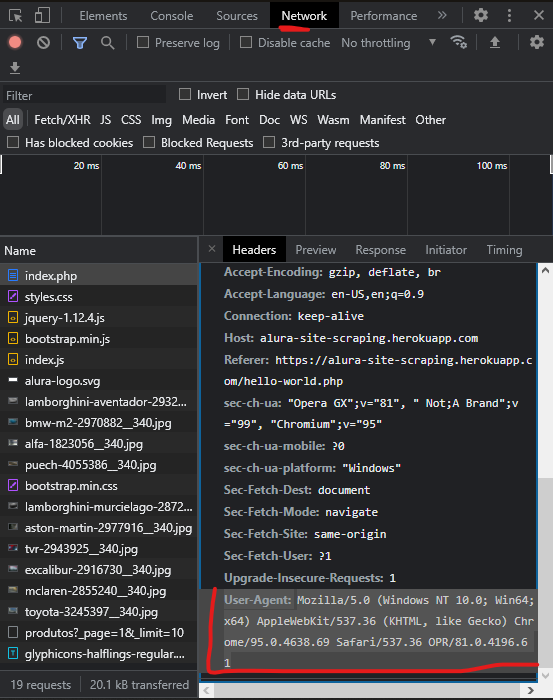 Elements Console Sources Network Performance »
Preserve log Disable cache No throttling
Filter Invert Hide data URLs
All Fetch/XHR JS CSS Img Media Font Doc WS Wasm Manifest Other
Has blocked cookies Blocked Requests 3rd-party requests
20 ms 40 ms 60 ms 80 ms 100 ms
Name
index.php
styles.css
jquery-1.12.4.js
bootstrap.min.js
index.js
alura-logo.svg
lamborghini-aventador-2932...
bmw-m2-2970882__340.jpg
alfa-1823056__340.jpg
puech-4055386__340.jpg
bootstrap.min.css
lamborghini-murcielago-2872...
aston-martin-2977916__340.jpg
tvr-2943925__340.jpg
excalibur-2916730__340.jpg
mclaren-2855240__340.jpg
toyota-3245397__340.jpg
produtos?_page=1&_limit=10
glyphicons-halflings-regular....
19 requests 20.1 kB transferred
× Headers Preview Response Initiator Timing
Accept-Encoding: gzip, deflate, br
Accept-Language: en-US,en;q=0.9
Connection: keep-alive
Host: alura-site-scraping.herokuapp.com
Referer: https://alura-site-scraping.herokuapp.c
om/hello-world.php
sec-ch-ua: "Opera GX";v="81", " Not;A Brand";v
="99", "Chromium";v="95"
sec-ch-ua-mobile: ?0
sec-ch-ua-platform: "Windows"
Sec-Fetch-Dest: document
Sec-Fetch-Mode: navigate
Sec-Fetch-Site: same-origin
Sec-Fetch-User: ?1
Upgrade-Insecure-Requests: 1
User-Agent: Mozilla/5.0 (Windows NT 10.0; Win64;
x64) AppleWebKit/537.36 (KHTML, like Gecko) Chr
ome/95.0.4638.69 Safari/537.36 OPR/81.0.4196.6
1